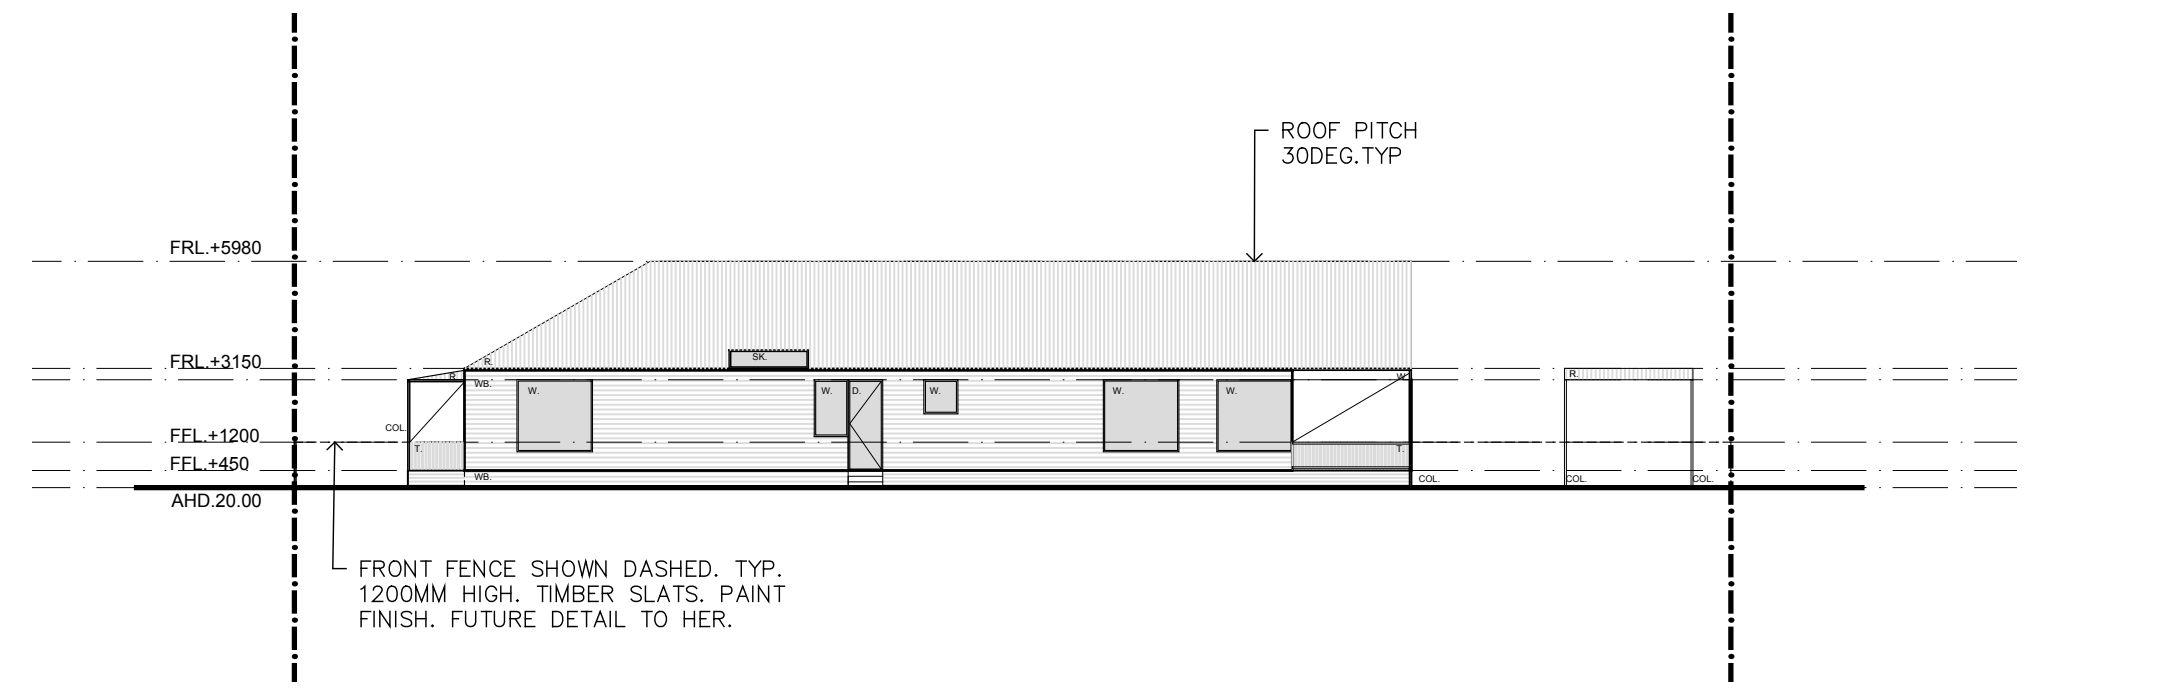 ROOF PITCH
30DEG.TYP
FRL.+5980
SK.
R.
FRL.+3150
R.
R.
WB.
W.
W.
W.
D.
W.
W.
W.
COL.
FFL.+1200
T.
T.
FFL.+450
WB.
COL.
COL.
COL.
AHD.20.00
FRONT FENCE SHOWN DASHED. TYP.
1200MM HIGH. TIMBER SLATS. PAINT
FINISH. FUTURE DETAIL TO HER.